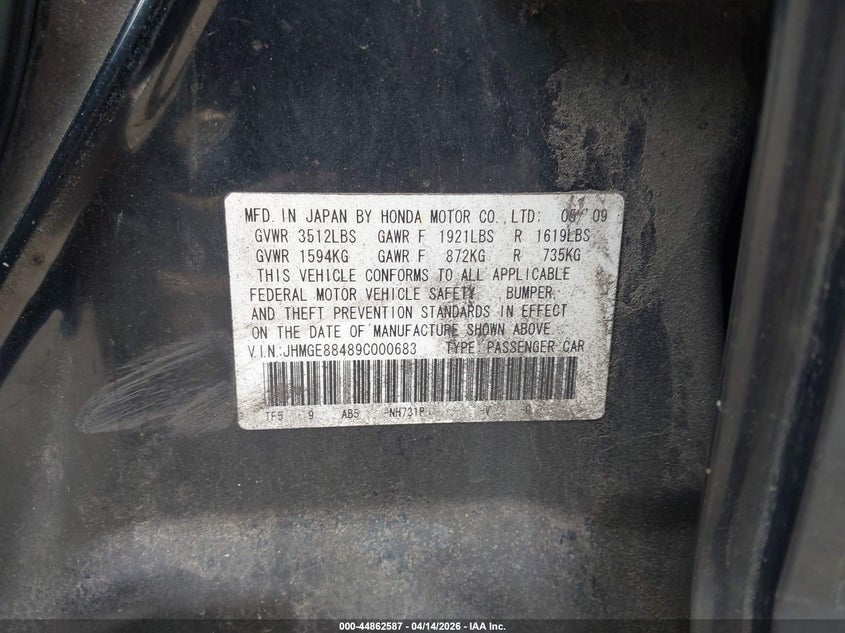 MFD. IN JAPAN BY HONDA MOTOR CO.,LTD: 09
GVWR 3512LBS GAWR F 1921LBS R 1619LBS
GVWR 1594KG GAWR F 872KG R 735KG
THIS VEHICLE CONFORMS TO ALL APPLICABLE
FEDERAL MOTOR VEHICLE SAFETY, BUMPER,
AND THEFT PREVENTION STANDARDS IN EFFECT
ON THE DATE OF MANUFACTURE SHOWN ABOVE.
V.I.N:JHMGE88489C000683 TYPE: PASSENGER CAR
TF5 9 AB5 NH731P V
000-44862587 - 04/14/2026 - IAA Inc.